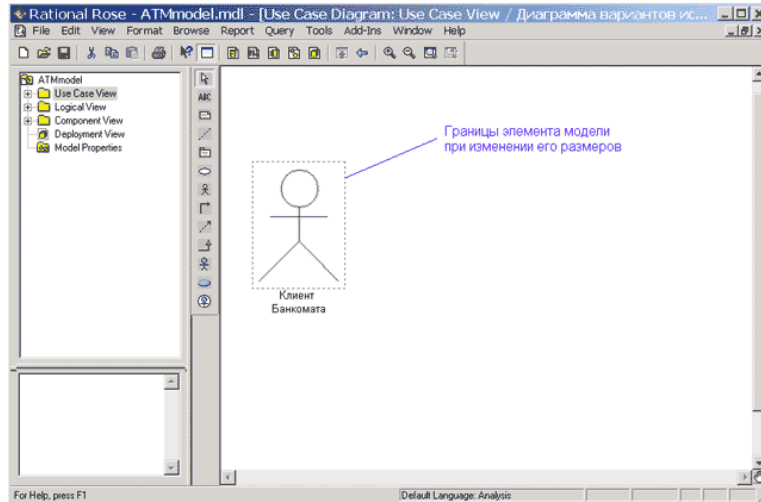 Rational Rose - ATMmodel.mdl - [Use Case Diagram: Use Case View / Диаграмма вариантов ис...
File Edit View Format Browse Report Query Tools Add-Ins Window Help
ATMmodel
Use Case View
Logical View
Component View
Deployment View
Model Properties
ABC
Границы элемента модели
при изменении его размеров
Клиент
Банкомата
For Help, press F1
Default Language: Analysis